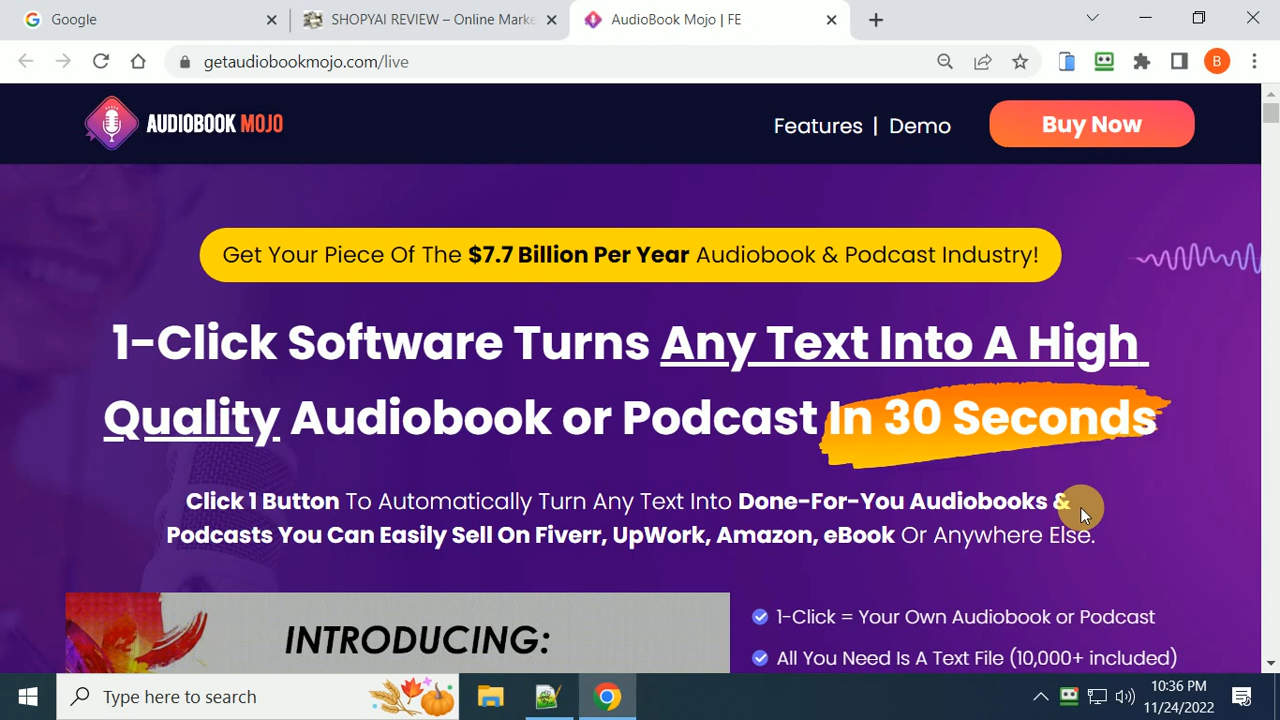 Google
SHOPYAI REVIEW – Online Marke
AudioBook Mojo | FE
getaudiobookmojo.com/live
B
AUDIOBOOK MOJO
Features | Demo
Buy Now
Get Your Piece Of The $7.7 Billion Per Year Audiobook & Podcast Industry!
1-Click Software Turns Any Text Into A High
Quality Audiobook or Podcast In 30 Seconds
Click 1 Button To Automatically Turn Any Text Into Done-For-You Audiobooks &
Podcasts You Can Easily Sell On Fiverr, UpWork, Amazon, eBook Or Anywhere Else.
INTRODUCING:
1-Click = Your Own Audiobook or Podcast
All You Need Is A Text File (10,000+ included)
Type here to search
10:36 PM
11/24/2022